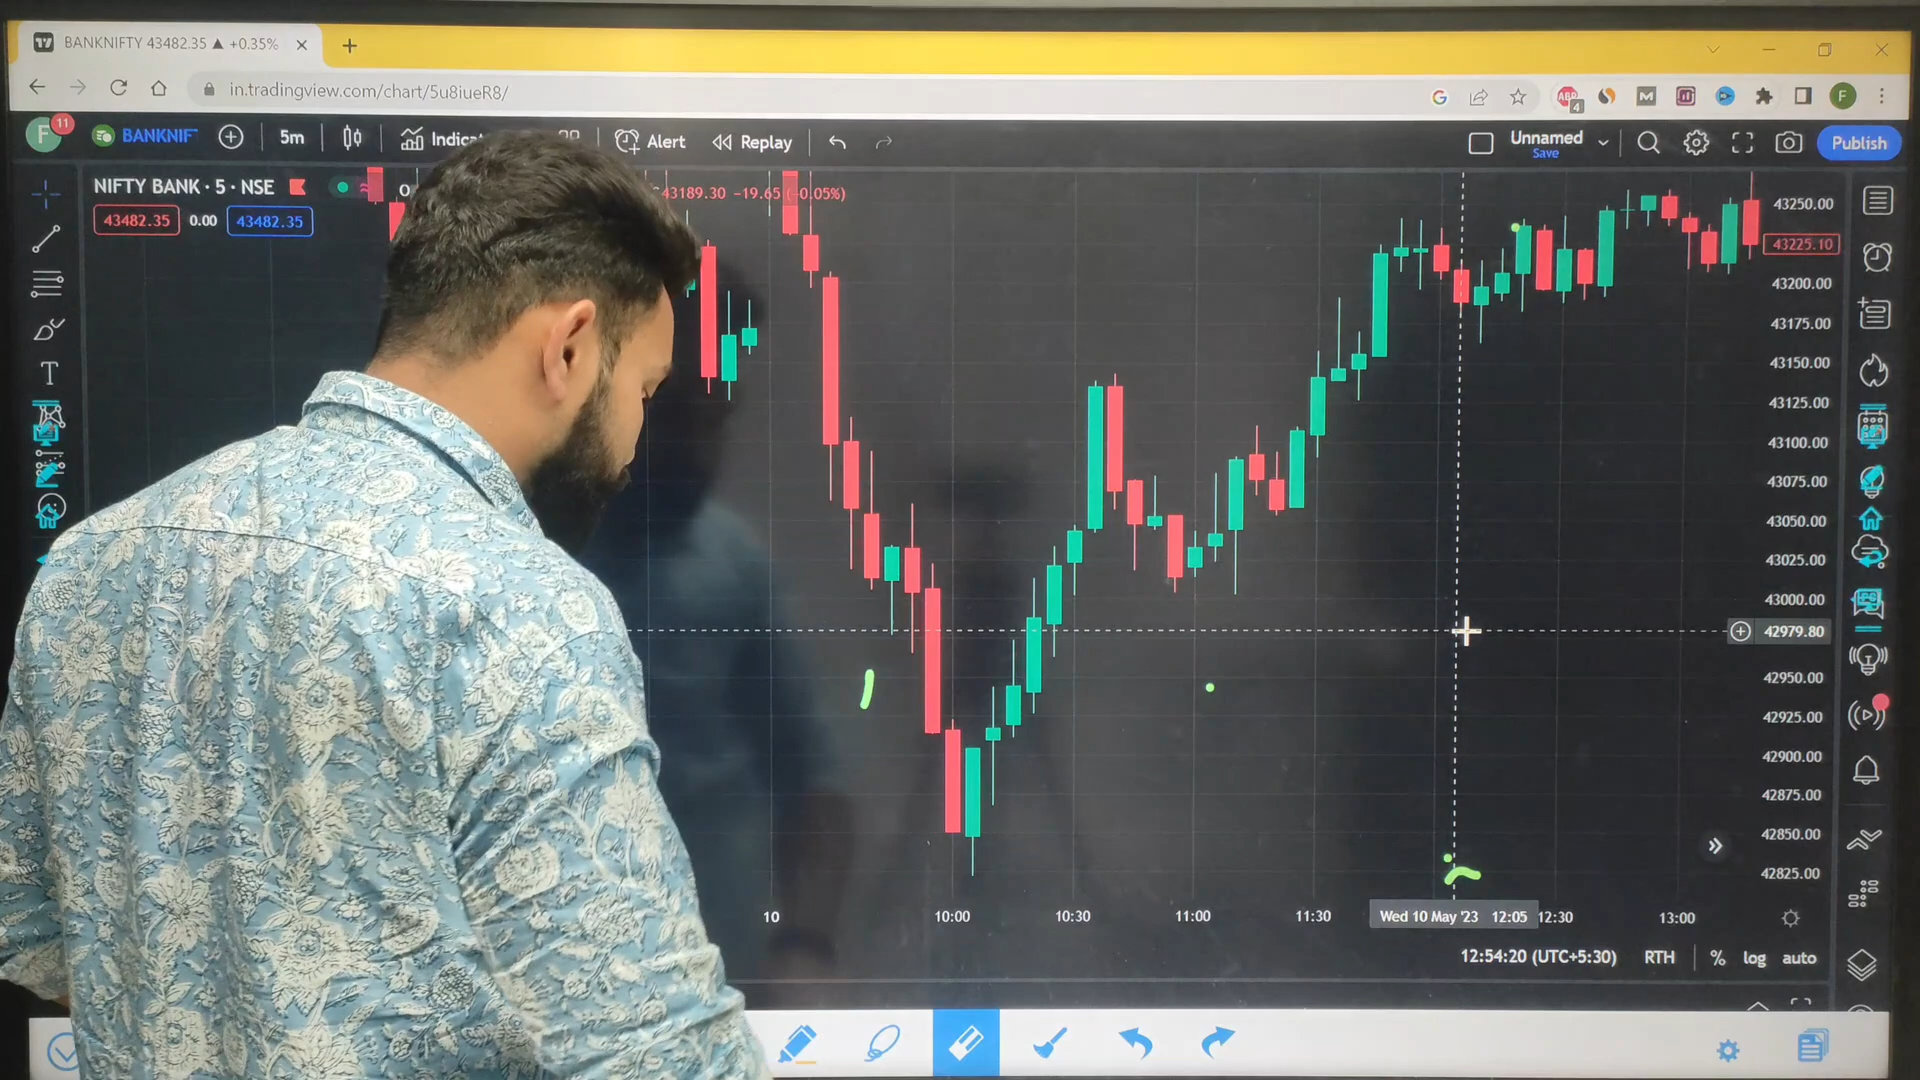 BANKNIFTY 43482.35 ▲ +0.35%
in.tradingview.com/chart/5u8iueR8/
ABP
4
M
F
F
11
BANKNIF
5m
Alert
Replay
Unnamed
Save
Publish
NIFTY BANK · 5 · NSE
43189.30 −19.65 (−0.05%)
43482.35
0.00
43482.35
T
43250.00
43225.10
43200.00
43175.00
43150.00
43125.00
43100.00
43075.00
43050.00
43025.00
43000.00
42979.80
42950.00
42925.00
42900.00
42875.00
42850.00
42825.00
10
10:00
10:30
11:00
11:30
Wed 10 May '23 12:05
12:30
13:00
12:54:20 (UTC+5:30)
RTH
%
log
auto